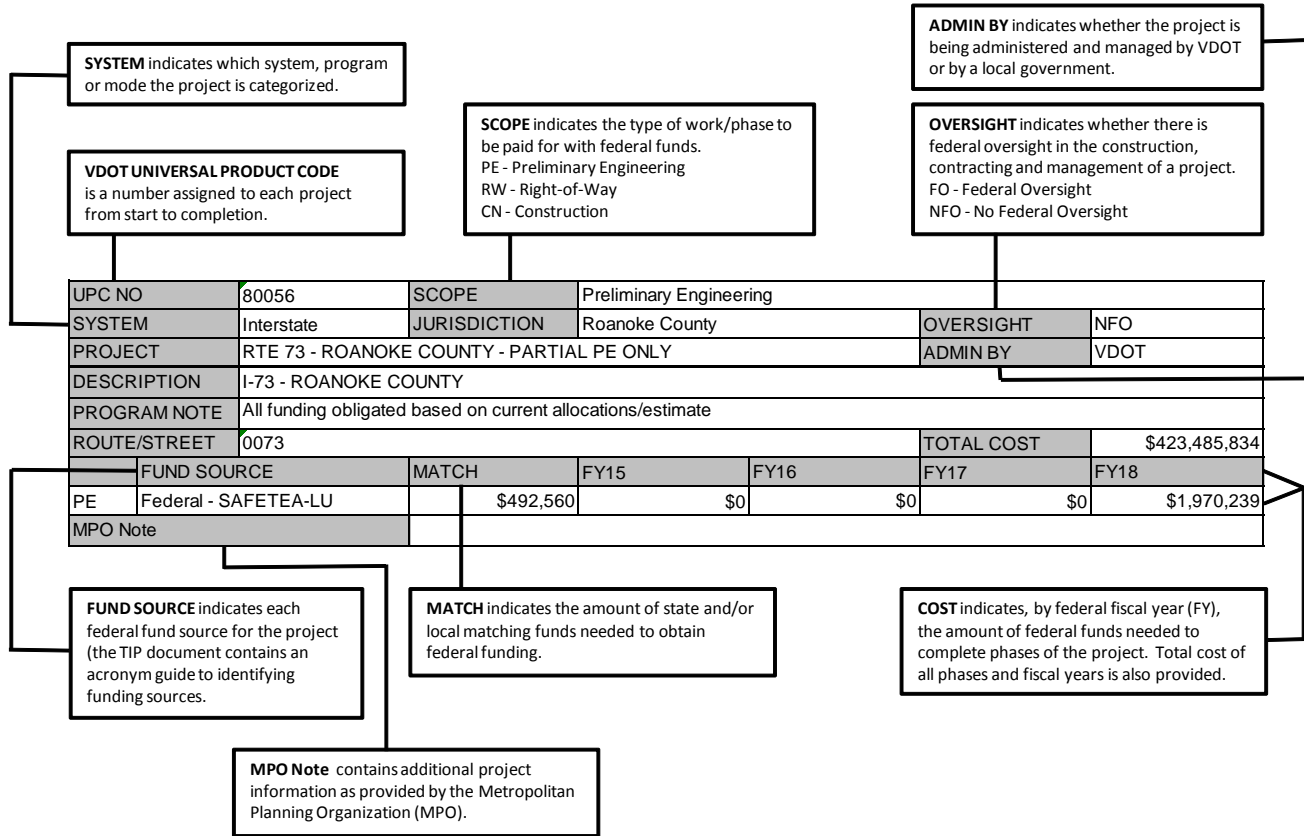 ADMIN BY indicates whether the project is
being administered and managed by VDOT
or by a local government.
SYSTEM indicates which system, program
or mode the project is categorized.
SCOPE indicates the type of work/phase to
be paid for with federal funds.
PE - Preliminary Engineering
RW - Right-of-Way
CN - Construction
OVERSIGHT indicates whether there is
federal oversight in the construction,
contracting and management of a project.
FO - Federal Oversight
NFO - No Federal Oversight
VDOT UNIVERSAL PRODUCT CODE
is a number assigned to each project
from start to completion.
UPC NO 80056 SCOPE Preliminary Engineering
SYSTEM Interstate JURISDICTION Roanoke County OVERSIGHT NFO
PROJECT RTE 73 - ROANOKE COUNTY - PARTIAL PE ONLY ADMIN BY VDOT
DESCRIPTION I-73 - ROANOKE COUNTY
PROGRAM NOTE All funding obligated based on current allocations/estimate
ROUTE/STREET 0073 TOTAL COST $423,485,834
FUND SOURCE MATCH FY15 FY16 FY17 FY18
PE Federal - SAFETEA-LU $492,560 $0 $0 $0 $1,970,239
MPO Note
FUND SOURCE indicates each
federal fund source for the project
(the TIP document contains an
acronym guide to identifying
funding sources.
MATCH indicates the amount of state and/or
local matching funds needed to obtain
federal funding.
COST indicates, by federal fiscal year (FY),
the amount of federal funds needed to
complete phases of the project. Total cost of
all phases and fiscal years is also provided.
MPO Note contains additional project
information as provided by the Metropolitan
Planning Organization (MPO).